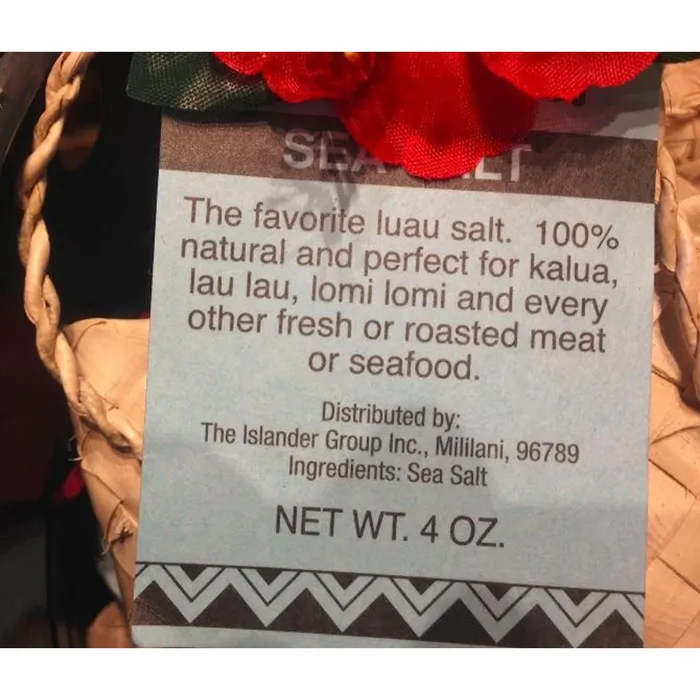 SEA SALT
The favorite luau salt. 100%
natural and perfect for kalua,
lau lau, lomi lomi and every
other fresh or roasted meat
or seafood.
Distributed by:
The Islander Group Inc., Mililani, 96789
Ingredients: Sea Salt
NET WT. 4 OZ.